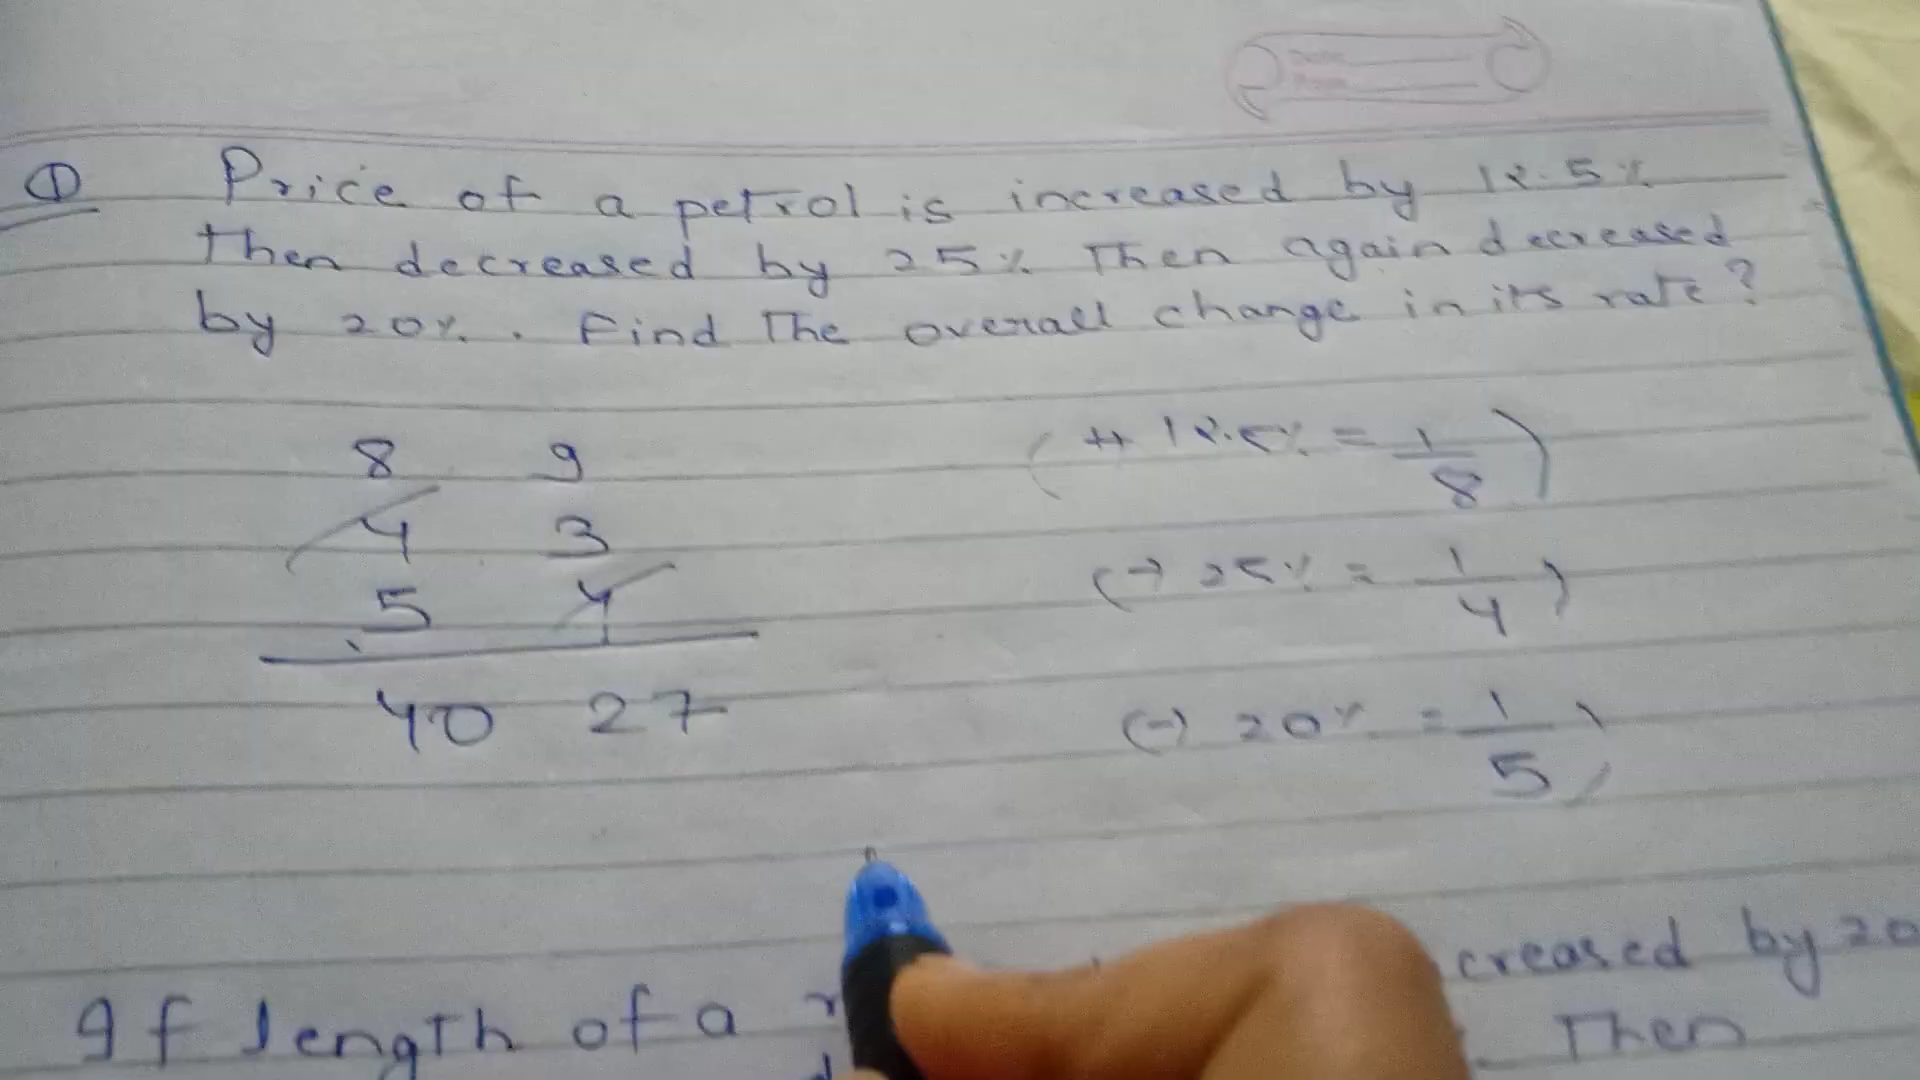 ① Price of a petrol is increased by 12.5%
Then decreased by 25% Then again decreased
by 20%. Find The overall change in its rate?
8 9 (+) 12.5% = 1/8)
4 3 (-) 25% = 1/4)
5 4
40 27 (-) 20% = 1/5)
creased by 20
If length of a
Then